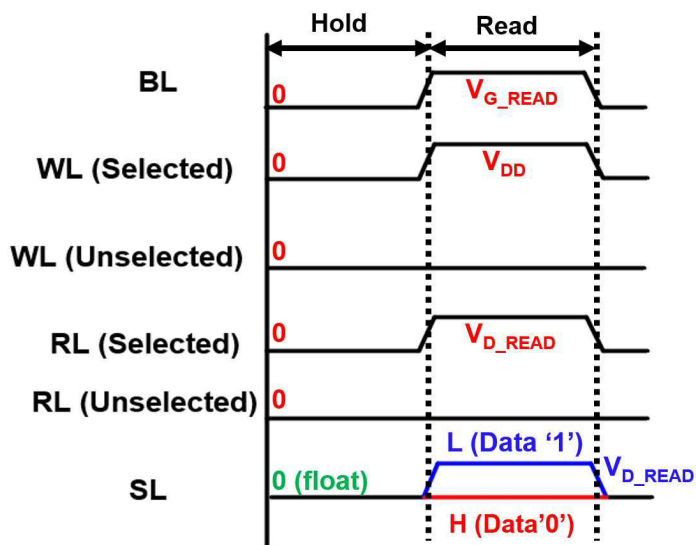 Hold
Read
BL
0
V_G_READ
WL (Selected)
0
V_DD
WL (Unselected)
0
RL (Selected)
0
V_D_READ
RL (Unselected)
0
L (Data ‘1’)
SL
0 (float)
V_D_READ
H (Data’0’)